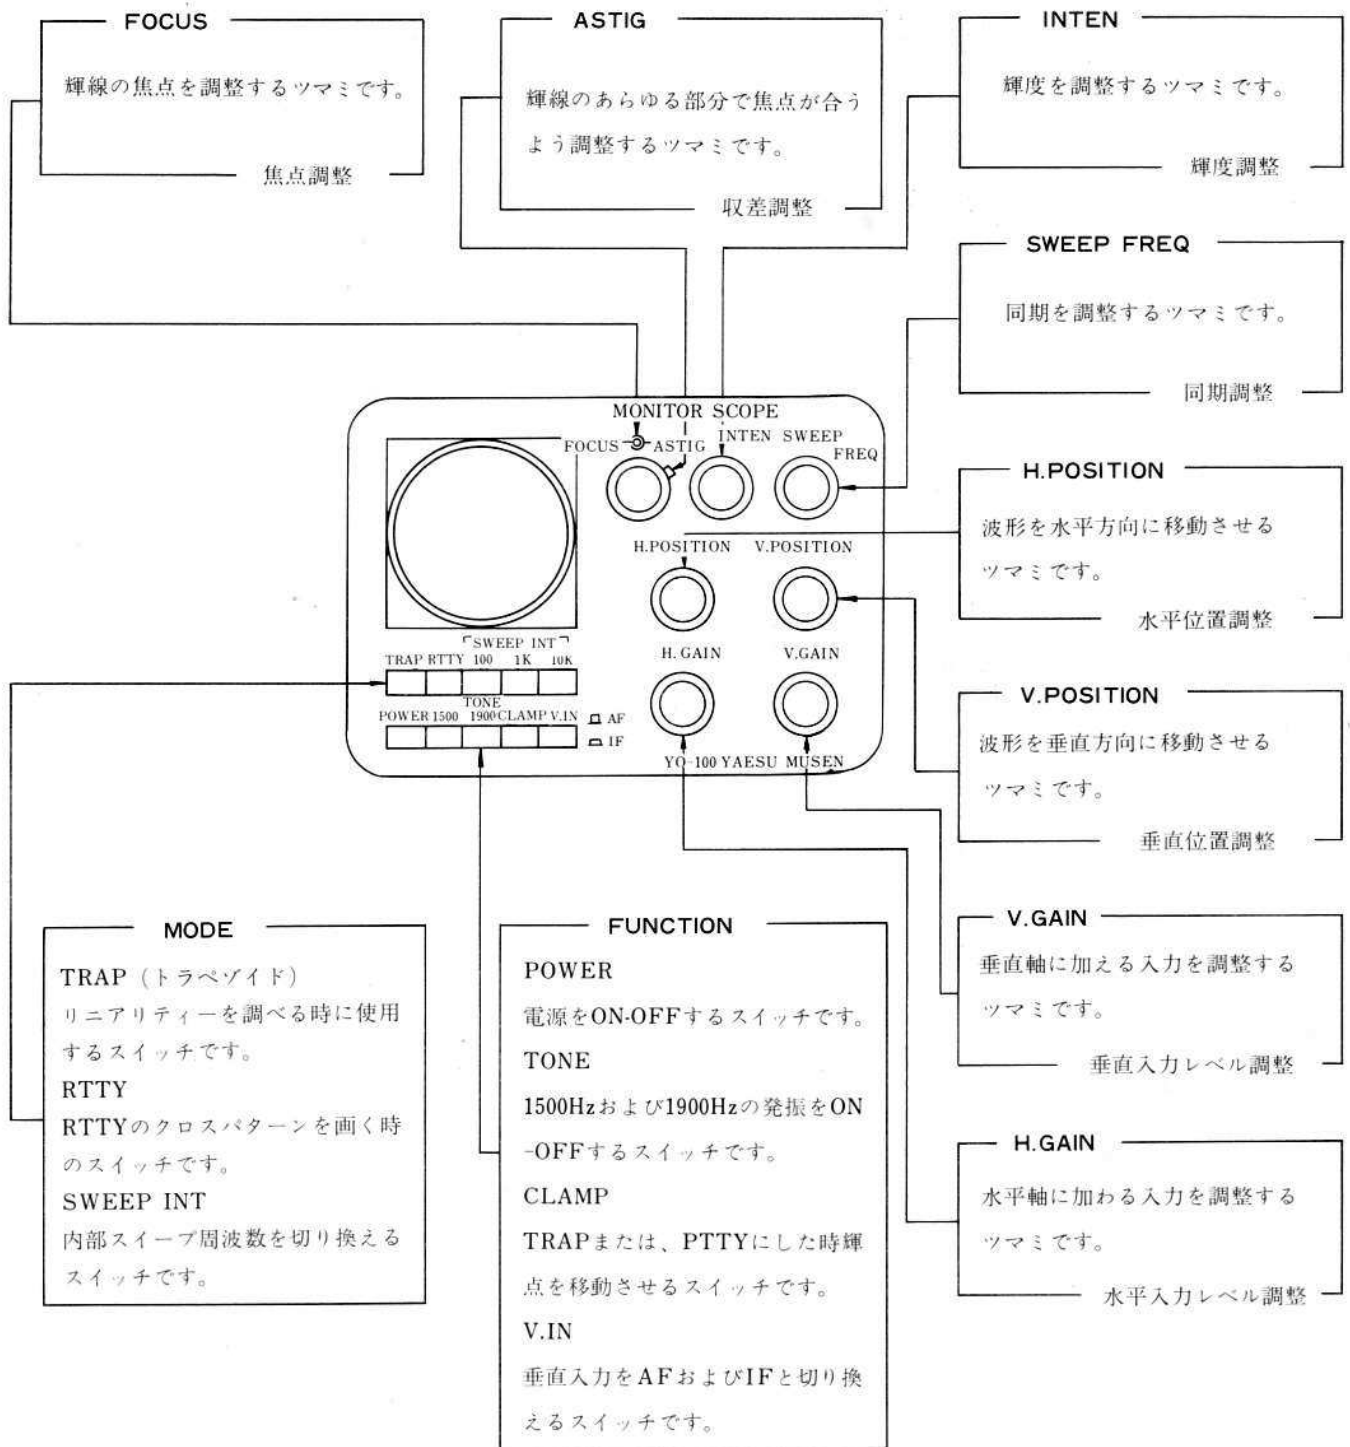 FOCUS
輝線の焦点を調整するツマミです。
焦点調整
ASTIG
輝線のあらゆる部分で焦点が合う
よう調整するツマミです。
収差調整
INTEN
輝度を調整するツマミです。
輝度調整
SWEEP FREQ
同期を調整するツマミです。
同期調整
MONITOR SCOPE
FOCUS ASTIG INTEN SWEEP
FREQ
H.POSITION V.POSITION
SWEEP INT
TRAP RTTY 100 1K 10K
H. GAIN V.GAIN
TONE
POWER 1500 1900 CLAMP V.IN AF
IF
YO-100 YAESU MUSEN
H.POSITION
波形を水平方向に移動させる
ツマミです。
水平位置調整
V.POSITION
波形を垂直方向に移動させる
ツマミです。
垂直位置調整
MODE
TRAP (トラペゾイド)
リニアリティーを調べる時に使用
するスイッチです。
RTTY
RTTYのクロスパターンを画く時
のスイッチです。
SWEEP INT
内部スイープ周波数を切り換える
スイッチです。
FUNCTION
POWER
電源をON-OFFするスイッチです。
TONE
1500Hzおよび1900Hzの発振をON
-OFFするスイッチです。
CLAMP
TRAPまたは、PTTYにした時輝
点を移動させるスイッチです。
V.IN
垂直入力をAFおよびIFと切り換
えるスイッチです。
V.GAIN
垂直軸に加える入力を調整する
ツマミです。
垂直入力レベル調整
H.GAIN
水平軸に加わる入力を調整する
ツマミです。
水平入力レベル調整